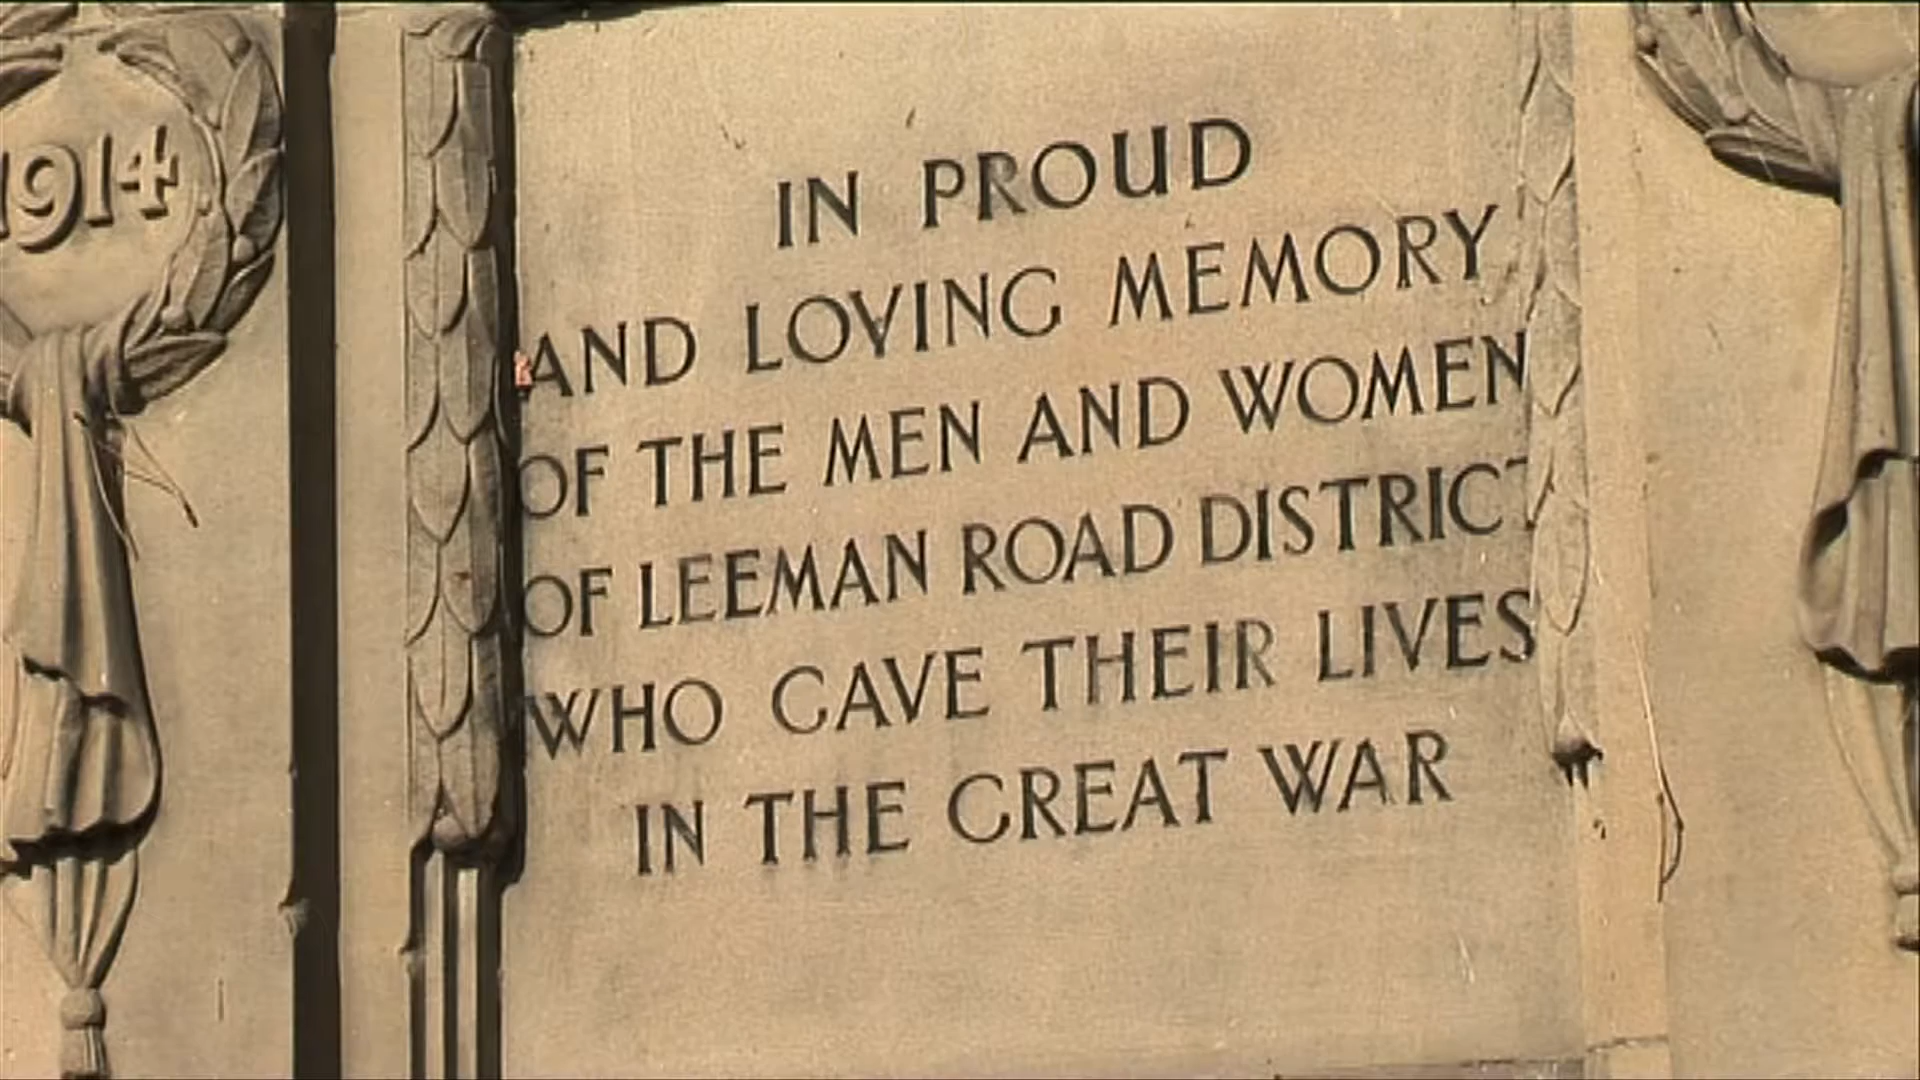 1914
IN PROUD
AND LOVING MEMORY
OF THE MEN AND WOMEN
OF LEEMAN ROAD DISTRICT
WHO GAVE THEIR LIVES
IN THE GREAT WAR